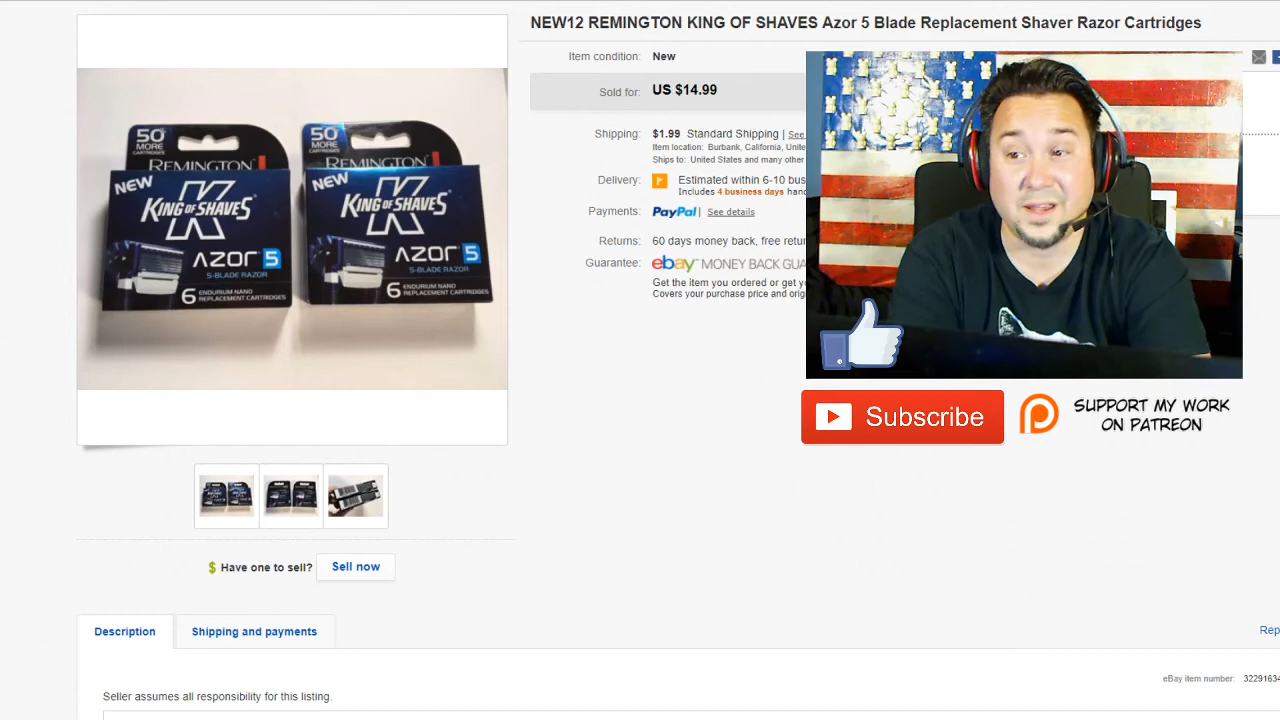 NEW12 REMINGTON KING OF SHAVES Azor 5 Blade Replacement Shaver Razor Cartridges
Item condition: New
Sold for: US $14.99
Shipping: $1.99 Standard Shipping | See
Item location: Burbank, California, Unite
Ships to: United States and many other
Delivery: Estimated within 6-10 bus
Includes 4 business days hand
Payments: PayPal | See details
Returns: 60 days money back, free retur
Guarantee: ebay MONEY BACK GUA
Get the item you ordered or get yo
Covers your purchase price and origi
50 MORE CARTRIDGES
REMINGTON
NEW
K
KING OF SHAVES
AZOR 5
5-BLADE RAZOR
6 ENDURIUM NANO
REPLACEMENT CARTRIDGES
50 MORE CARTRIDGES
REMINGTON
NEW
K
KING OF SHAVES
AZOR 5
5-BLADE RAZOR
6 ENDURIUM NANO
REPLACEMENT CARTRIDGES
Subscribe
SUPPORT MY WORK
ON PATREON
$ Have one to sell? Sell now
Description
Shipping and payments
Rep
eBay item number: 32291634
Seller assumes all responsibility for this listing.